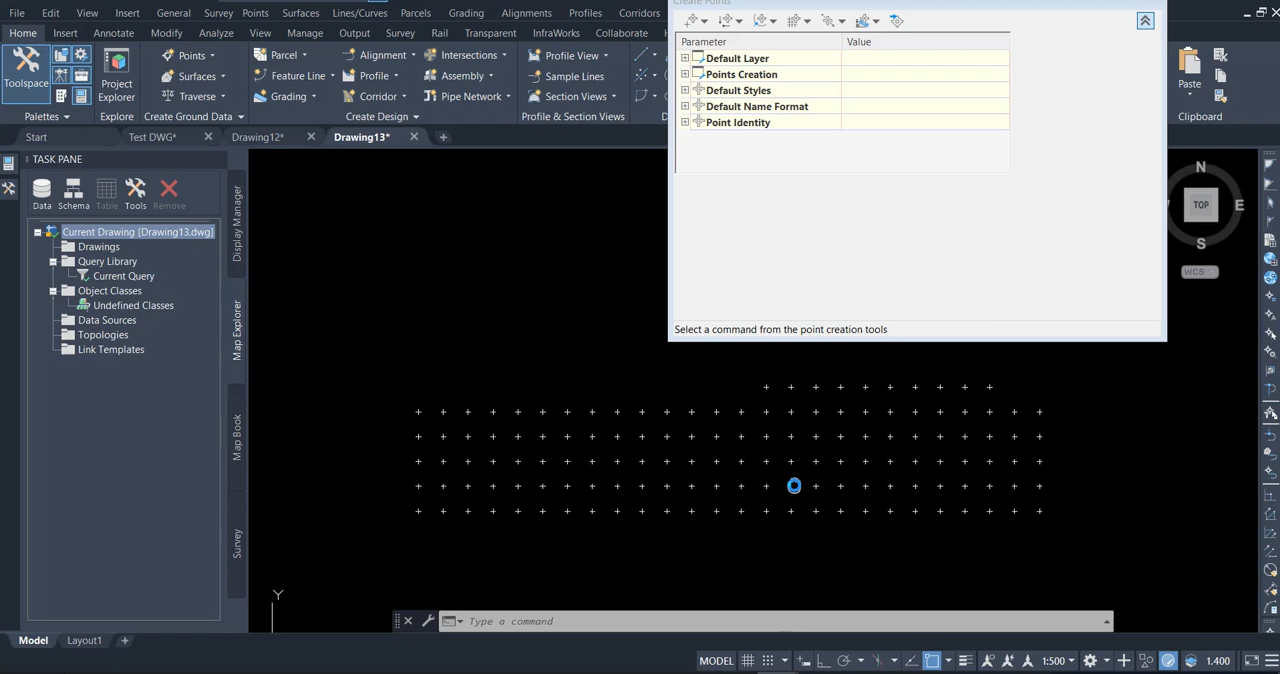 File Edit View Insert General Survey Points Surfaces Lines/Curves Parcels Grading Alignments Profiles Corridors
Create Points
Home Insert Annotate Modify Analyze View Manage Output Survey Rail Transparent InfraWorks Collaborate
Toolspace
Project Explorer
Points
Surfaces
Traverse
Parcel
Feature Line
Grading
Alignment
Profile
Corridor
Intersections
Assembly
Pipe Network
Profile View
Sample Lines
Section Views
Paste
Palettes Explore Create Ground Data Create Design Profile & Section Views Clipboard
Start Test DWG* Drawing12* Drawing13*
Parameter Value
Default Layer
Points Creation
Default Styles
Default Name Format
Point Identity
Select a command from the point creation tools
TASK PANE
Data Schema Table Tools Remove
Current Drawing [Drawing13.dwg]
Drawings
Query Library
Current Query
Object Classes
Undefined Classes
Data Sources
Topologies
Link Templates
Display Manager
Map Explorer
Map Book
Survey
N
TOP
E
S
WCS
Y
Type a command
Model Layout1
MODEL 1:500 1.400